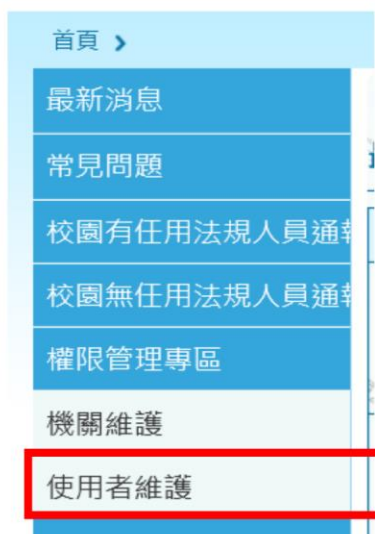 首頁 >
最新消息
常見問題
校園有任用法規人員通
校園無任用法規人員通
權限管理專區
機關維護
使用者維護